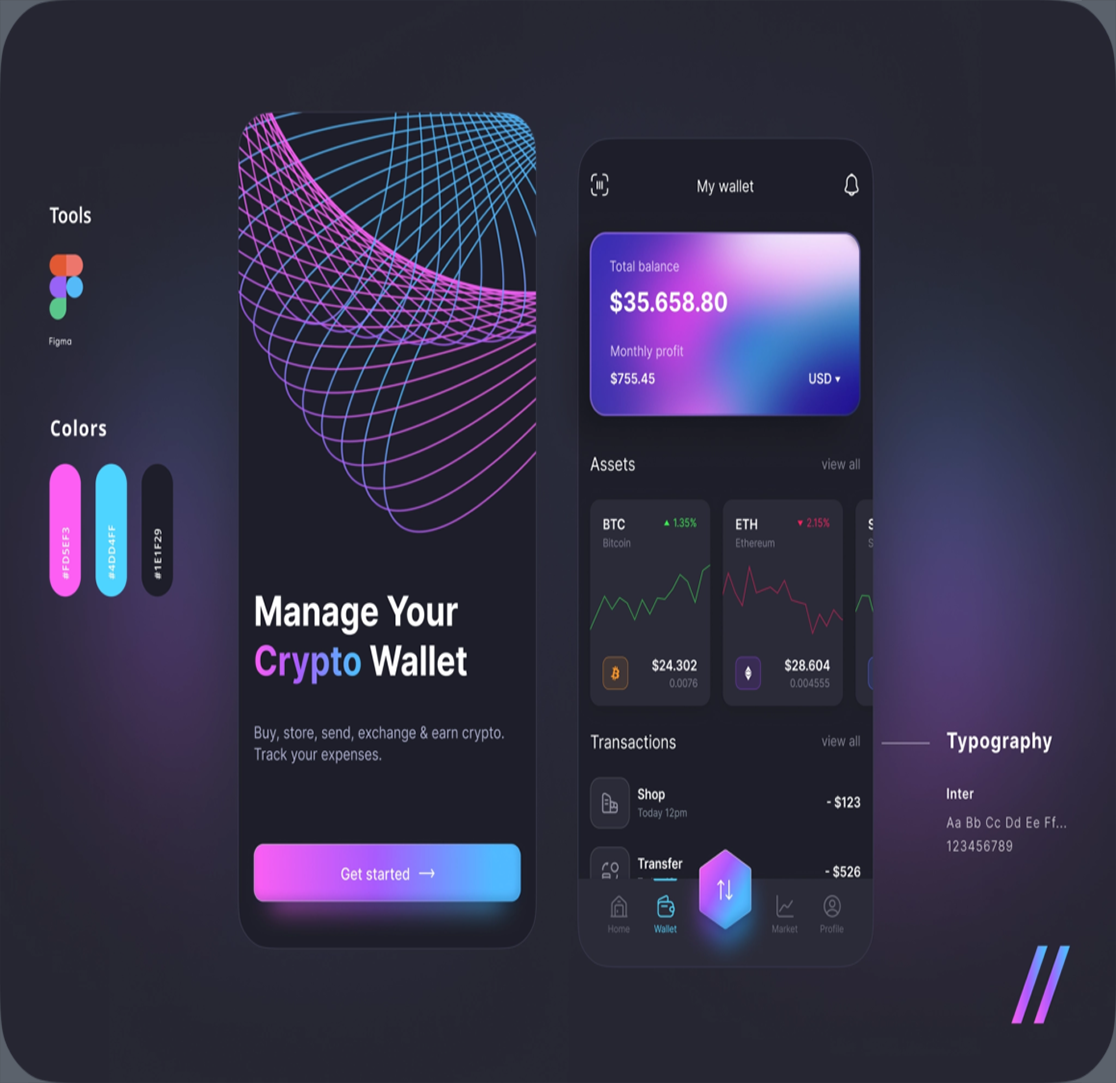 Tools
Figma
Colors
#FD5EF3
#4DD4FF
#1E1F29
Manage Your
Crypto Wallet
Buy, store, send, exchange & earn crypto.
Track your expenses.
Get started →
My wallet
Total balance
$35.658.80
Monthly profit
$755.45
USD ▾
Assets
view all
BTC ▲ 1.35%
Bitcoin
$24.302
0.0076
ETH ▼ 2.15%
Ethereum
$28.604
0.004555
Transactions
view all
Shop
Today 12pm
- $123
Transfer
- $526
Home
Wallet
Market
Profile
Typography
Inter
Aa Bb Cc Dd Ee Ff...
123456789